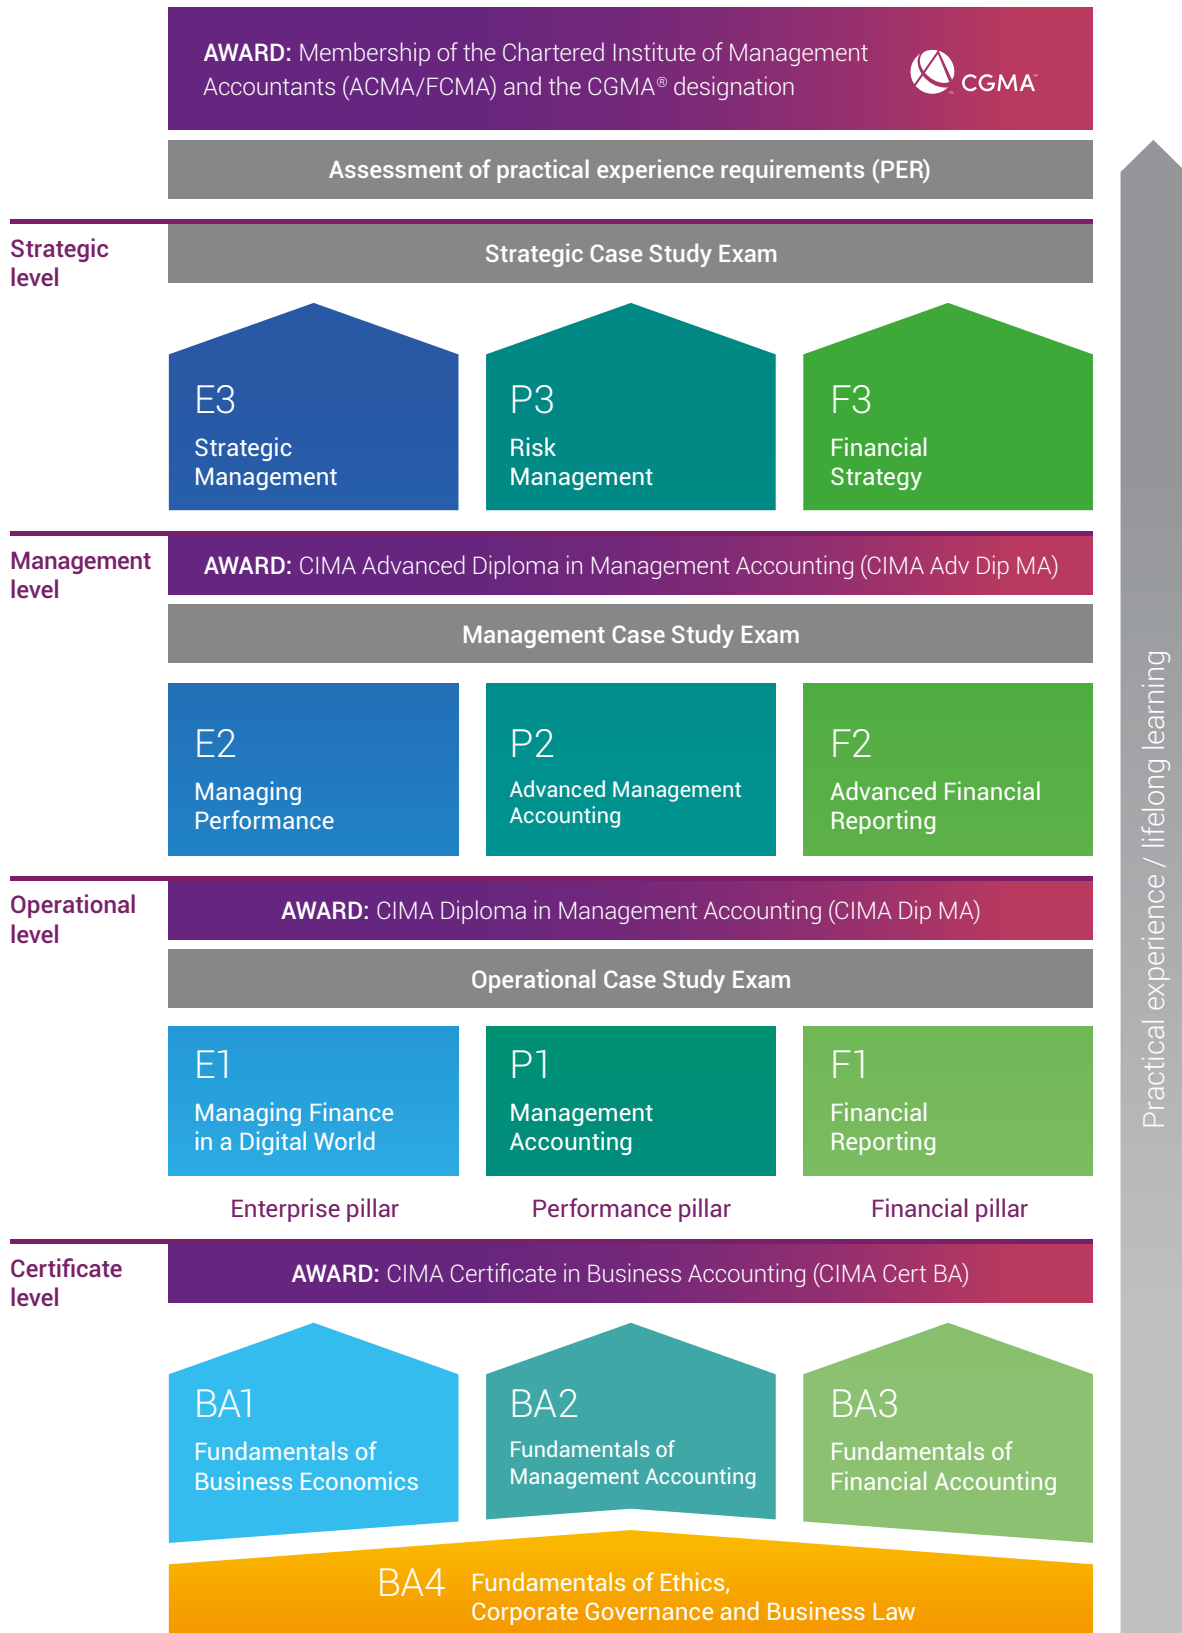 AWARD: Membership of the Chartered Institute of Management
Accountants (ACMA/FCMA) and the CGMA® designation
CGMA™
Assessment of practical experience requirements (PER)
Strategic
level
Strategic Case Study Exam
E3
Strategic
Management
P3
Risk
Management
F3
Financial
Strategy
Management
level
AWARD: CIMA Advanced Diploma in Management Accounting (CIMA Adv Dip MA)
Management Case Study Exam
E2
Managing
Performance
P2
Advanced Management
Accounting
F2
Advanced Financial
Reporting
Operational
level
AWARD: CIMA Diploma in Management Accounting (CIMA Dip MA)
Operational Case Study Exam
E1
Managing Finance
in a Digital World
P1
Management
Accounting
F1
Financial
Reporting
Enterprise pillar
Performance pillar
Financial pillar
Certificate
level
AWARD: CIMA Certificate in Business Accounting (CIMA Cert BA)
BA1
Fundamentals of
Business Economics
BA2
Fundamentals of
Management Accounting
BA3
Fundamentals of
Financial Accounting
BA4
Fundamentals of Ethics,
Corporate Governance and Business Law
Practical experience / lifelong learning